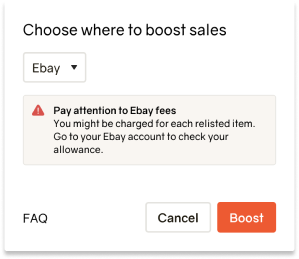 Choose where to boost sales
Ebay
Pay attention to Ebay fees
You might be charged for each relisted item.
Go to your Ebay account to check your
allowance.
FAQ
Cancel
Boost